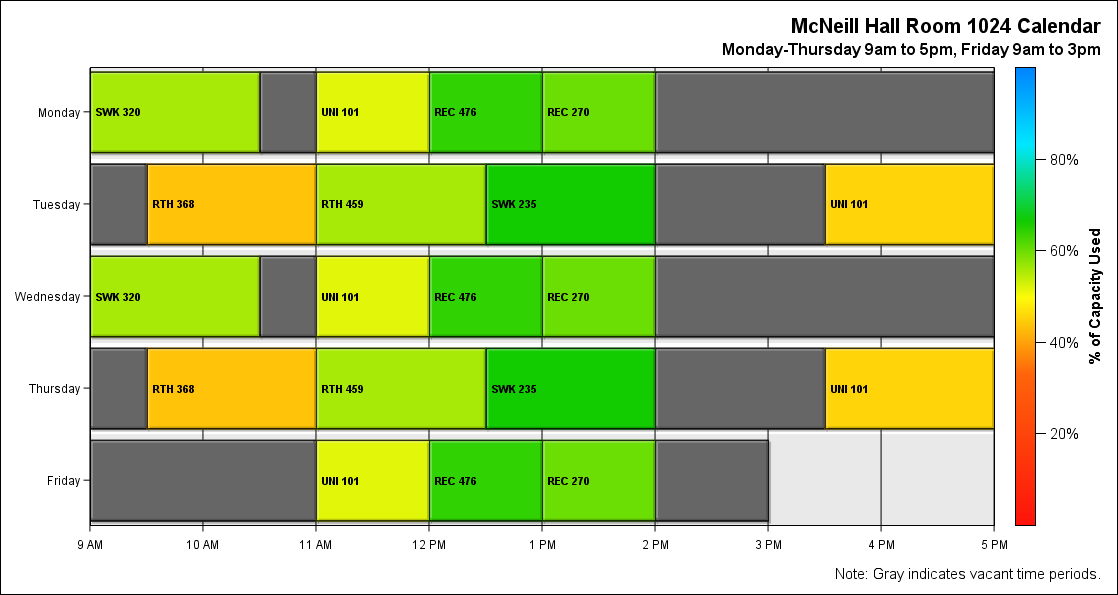 McNeill Hall Room 1024 Calendar
Monday-Thursday 9am to 5pm, Friday 9am to 3pm
Monday
SWK 320
UNI 101
REC 476
REC 270
Tuesday
RTH 368
RTH 459
SWK 235
UNI 101
Wednesday
SWK 320
UNI 101
REC 476
REC 270
Thursday
RTH 368
RTH 459
SWK 235
UNI 101
Friday
UNI 101
REC 476
REC 270
9 AM
10 AM
11 AM
12 PM
1 PM
2 PM
3 PM
4 PM
5 PM
80%
60%
40%
20%
% of Capacity Used
Note: Gray indicates vacant time periods.